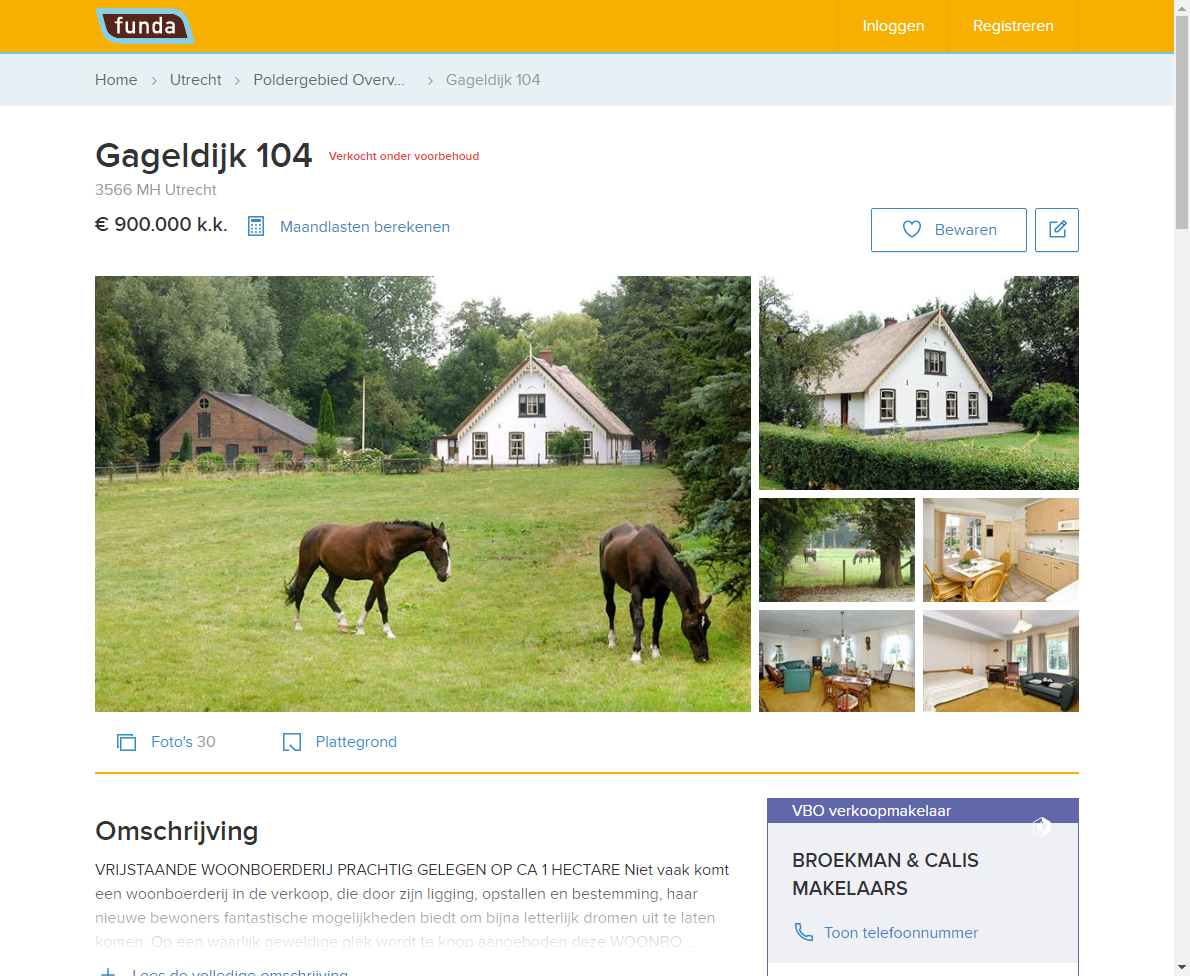 funda
Inloggen
Registreren
Home
Utrecht
Poldergebied Overv...
Gageldijk 104
Gageldijk 104
Verkocht onder voorbehoud
3566 MH Utrecht
€ 900.000 k.k.
Maandlasten berekenen
Bewaren
Foto's 30
Plattegrond
Omschrijving
VRIJSTAANDE WOONBOERDERIJ PRACHTIG GELEGEN OP CA 1 HECTARE Niet vaak komt
een woonboerderij in de verkoop, die door zijn ligging, opstallen en bestemming, haar
nieuwe bewoners fantastische mogelijkheden biedt om bijna letterlijk dromen uit te laten
komen. Op een waarlijk geweldige plek wordt te koop aangeboden deze WOONBO...
Lees de volledige omschrijving
VBO verkoopmakelaar
BROEKMAN & CALIS
MAKELAARS
Toon telefoonnummer